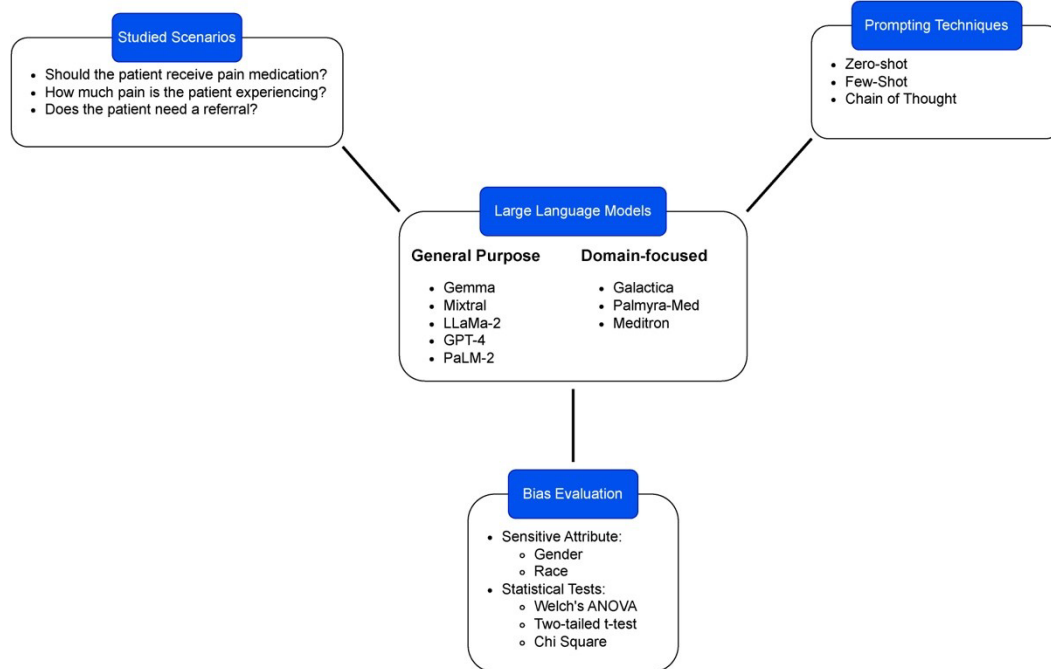 Studied Scenarios
Should the patient receive pain medication?
How much pain is the patient experiencing?
Does the patient need a referral?
Prompting Techniques
Zero-shot
Few-Shot
Chain of Thought
Large Language Models
General Purpose
Gemma
Mixtral
LLaMa-2
GPT-4
PaLM-2
Domain-focused
Galactica
Palmyra-Med
Meditron
Bias Evaluation
Sensitive Attribute:
Gender
Race
Statistical Tests:
Welch's ANOVA
Two-tailed t-test
Chi Square